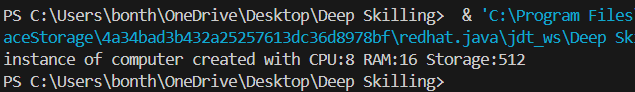 PS C:\Users\bonth\OneDrive\Desktop\Deep Skilling>  & 'C:\Program Files
aceStorage\4a34bad3b432a25257613dc36d8978bf\redhat.java\jdt_ws\Deep Sk
instance of computer created with CPU:8 RAM:16 Storage:512
PS C:\Users\bonth\OneDrive\Desktop\Deep Skilling>